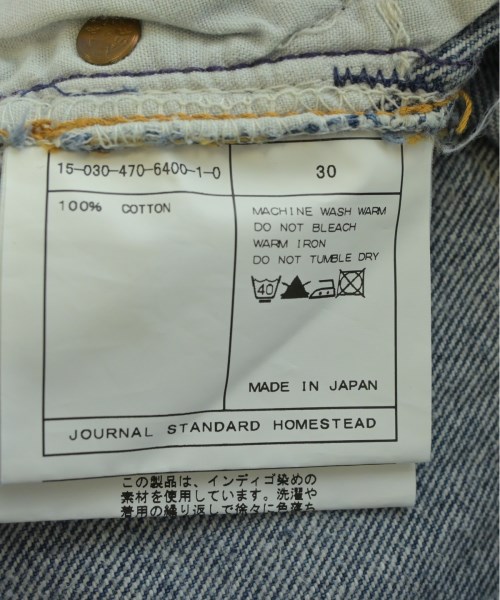 15-030-470-6400-1-0
30
100% COTTON
MACHINE WASH WARM
DO NOT BLEACH
WARM IRON
DO NOT TUMBLE DRY
40
MADE IN JAPAN
JOURNAL STANDARD HOMESTEAD
この製品は、インディゴ染めの
素材を使用しています。洗濯や
着用の繰り返しで徐々に色落ち